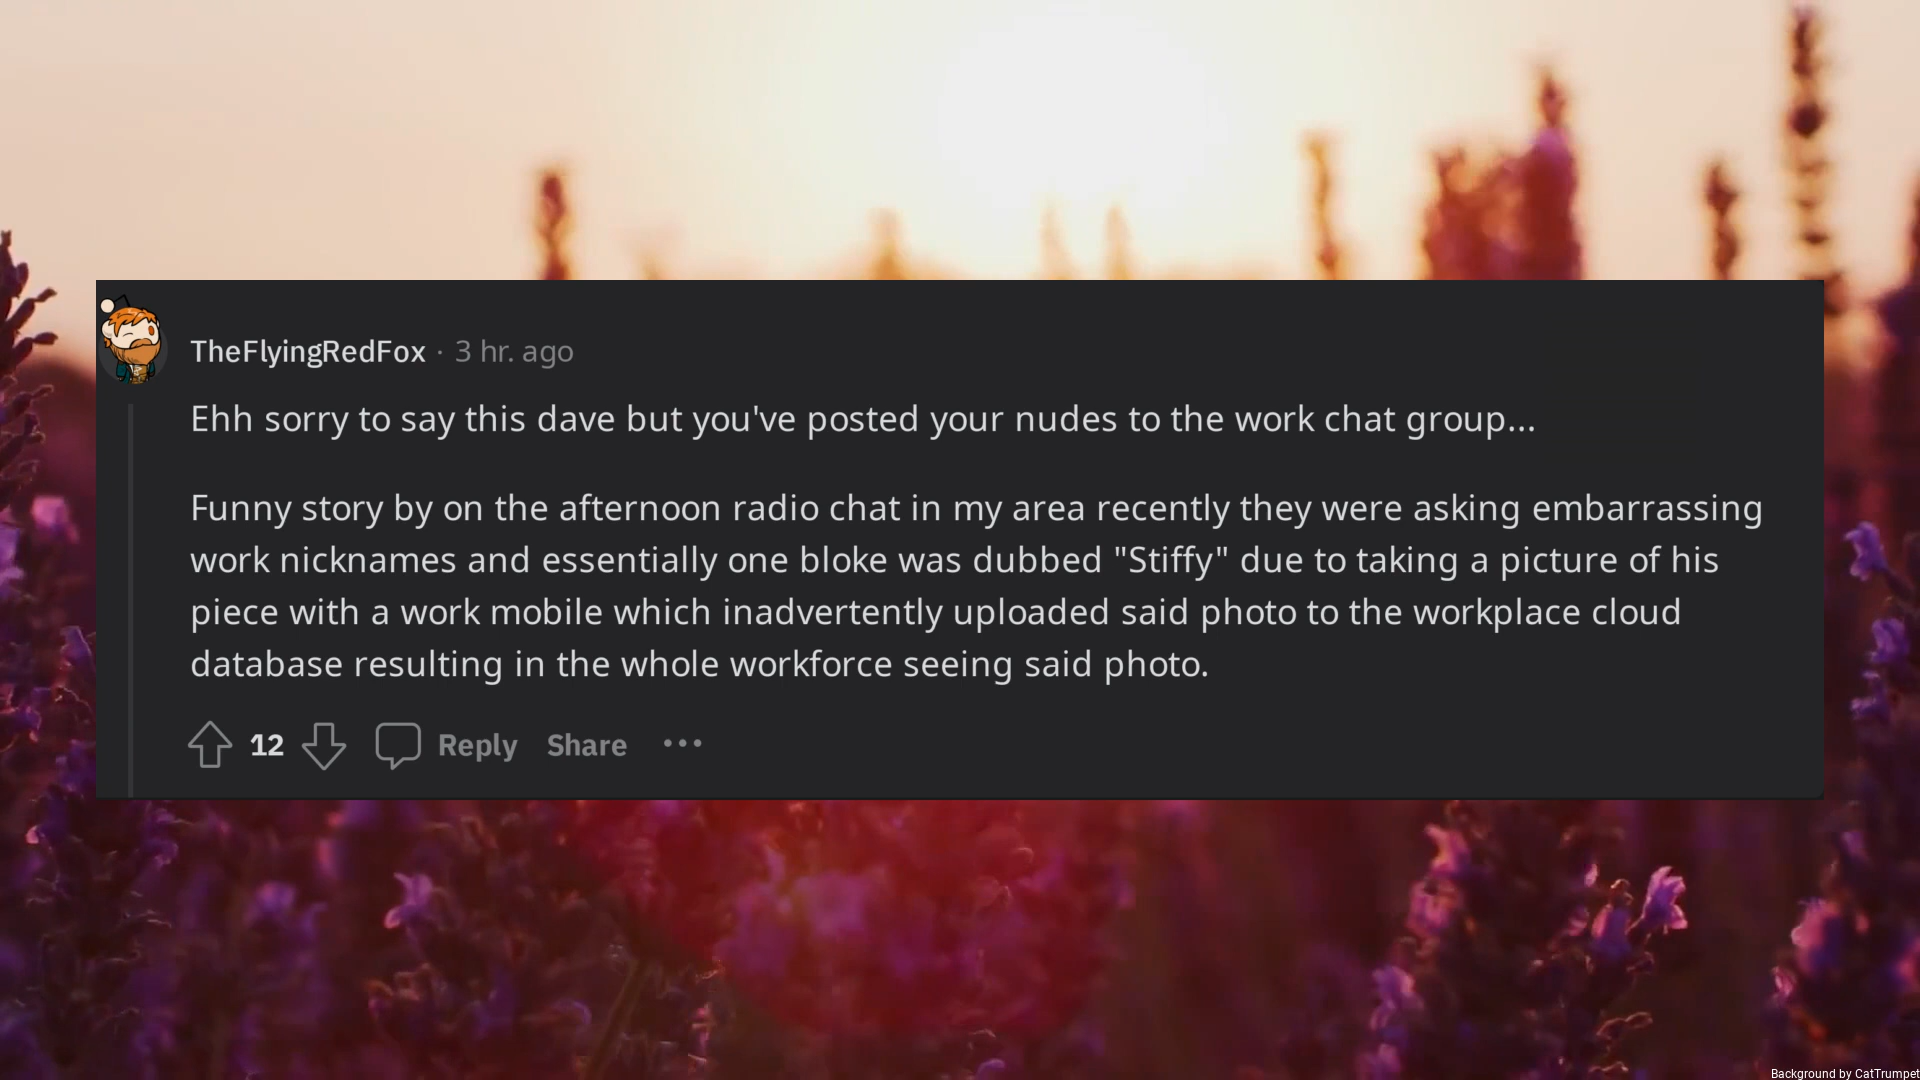 TheFlyingRedFox · 3 hr. ago
Ehh sorry to say this dave but you've posted your nudes to the work chat group...
Funny story by on the afternoon radio chat in my area recently they were asking embarrassing
work nicknames and essentially one bloke was dubbed "Stiffy" due to taking a picture of his
piece with a work mobile which inadvertently uploaded said photo to the workplace cloud
database resulting in the whole workforce seeing said photo.
12 Reply Share ···
Background by CatTrumpet